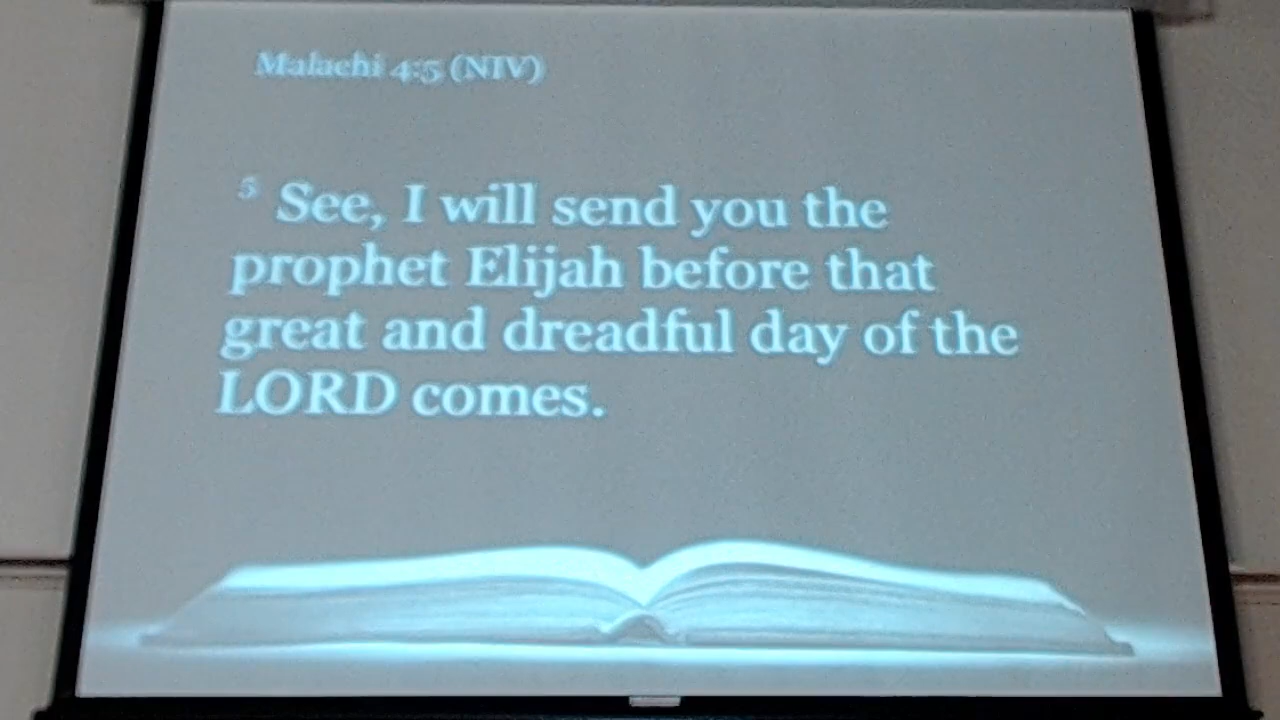 Malachi 4:5 (NIV)
5 See, I will send you the
prophet Elijah before that
great and dreadful day of the
LORD comes.